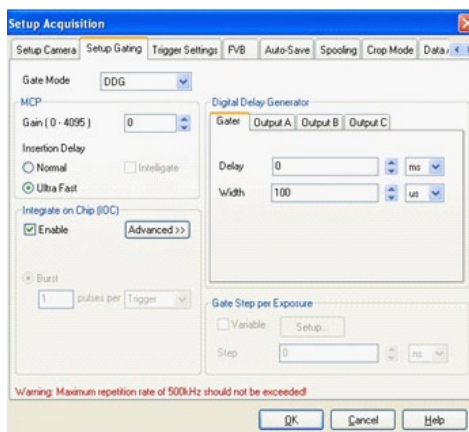 Setup Acquisition
Setup Camera Setup Gating Trigger Settings FVB Auto-Save Spooling Crop Mode Data
Gate Mode DDG
MCP
Gain ( 0 - 4095 ) 0
Insertion Delay
Normal Intelligate
Ultra Fast
Integrate on Chip (IOC)
Enable Advanced >>
Burst
1 pulses per Trigger
Digital Delay Generator
Gater Output A Output B Output C
Delay 0 ms
Width 100 us
Gate Step per Exposure
Variable Setup...
Step 0 ns
Warning: Maximum repetition rate of 500kHz should not be exceeded!
OK Cancel Help